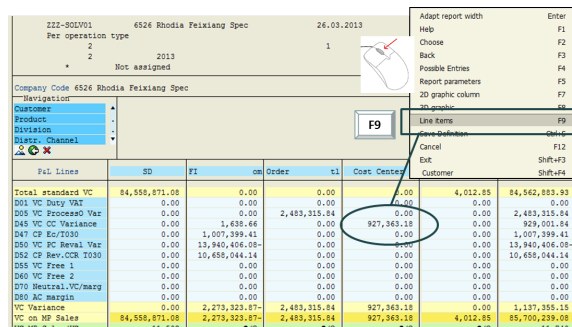 ZZZ-SOLV01 6526 Rhodia Feixiang Spec 26.03.2013
Per operation type
2 1
2 2013
* Not assigned
Company Code 6526 Rhodia Feixiang Spec
Navigation
Customer
Product
Division
Distr. Channel
F9
Adapt report width Enter
Help F1
Choose F2
Back F3
Possible Entries F4
Report parameters F5
2D graphic column F7
3D graphic F8
Line items F9
Save Definition Ctrl+S
Cancel F12
Exit Shift+F3
Customer Shift+F4
P&L Lines SD FI om Order tl Cost Center
Total standard VC 84,558,871.08 0.00 0.00 0.00 4,012.85 84,562,883.93
D01 VC Duty VAT 0.00 0.00 0.00 0.00 0.00 0.00
D05 VC ProcessO Var 0.00 0.00 2,483,315.84 0.00 0.00 2,483,315.84
D45 VC CC Variance 0.00 1,638.66 0.00 927,363.18 0.00 929,001.84
D47 CP Ec/T030 0.00 1,007,399.41 0.00 0.00 0.00 1,007,399.41
D50 VC PC Reval Var 0.00 13,940,406.08- 0.00 0.00 0.00 13,940,406.08-
D52 CP Rev.CCR T030 0.00 10,658,044.14 0.00 0.00 0.00 10,658,044.14
D55 VC Free 1 0.00 0.00 0.00 0.00 0.00 0.00
D60 VC Free 2 0.00 0.00 0.00 0.00 0.00 0.00
D70 Neutral.VC/marg 0.00 0.00 0.00 0.00 0.00 0.00
D80 AC margin 0.00 0.00 0.00 0.00 0.00 0.00
VC Variance 0.00 2,273,323.87- 2,483,315.84 927,363.18 0.00 1,137,355.15
VC on MP Sales 84,558,871.08 2,273,323.87- 2,483,315.84 927,363.18 4,012.85 85,700,239.08